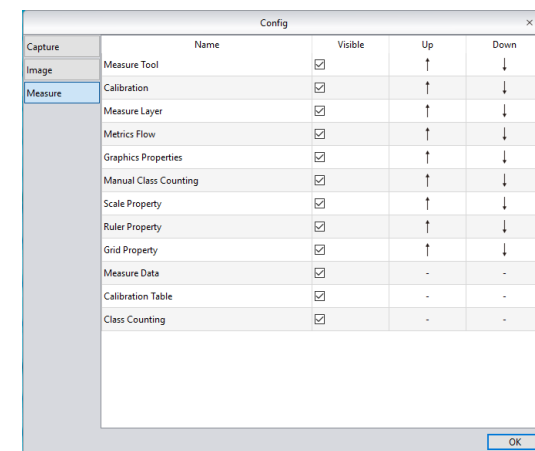 Config ×
Capture
Image
Measure
Name Visible Up Down
Measure Tool ↑ ↓
Calibration ↑ ↓
Measure Layer ↑ ↓
Metrics Flow ↑ ↓
Graphics Properties ↑ ↓
Manual Class Counting ↑ ↓
Scale Property ↑ ↓
Ruler Property ↑ ↓
Grid Property ↑ ↓
Measure Data - -
Calibration Table - -
Class Counting - -
OK